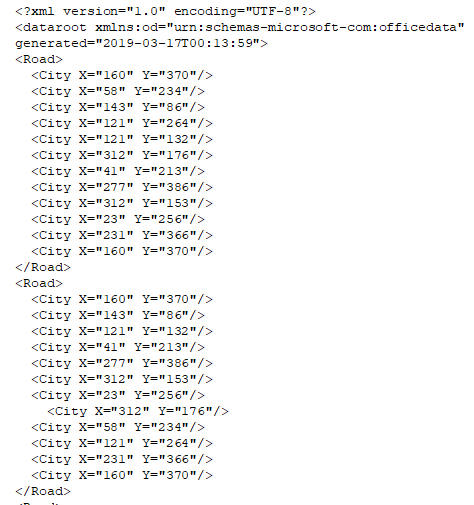 <?xml version="1.0" encoding="UTF-8"?>
<dataroot xmlns:od="urn:schemas-microsoft-com:officedata"
generated="2019-03-17T00:13:59">
<Road>
<City X="160" Y="370"/>
<City X="58" Y="234"/>
<City X="143" Y="86"/>
<City X="121" Y="264"/>
<City X="121" Y="132"/>
<City X="312" Y="176"/>
<City X="41" Y="213"/>
<City X="277" Y="386"/>
<City X="312" Y="153"/>
<City X="23" Y="256"/>
<City X="231" Y="366"/>
<City X="160" Y="370"/>
</Road>
<Road>
<City X="160" Y="370"/>
<City X="143" Y="86"/>
<City X="121" Y="132"/>
<City X="41" Y="213"/>
<City X="277" Y="386"/>
<City X="312" Y="153"/>
<City X="23" Y="256"/>
<City X="312" Y="176"/>
<City X="58" Y="234"/>
<City X="121" Y="264"/>
<City X="231" Y="366"/>
<City X="160" Y="370"/>
</Road>